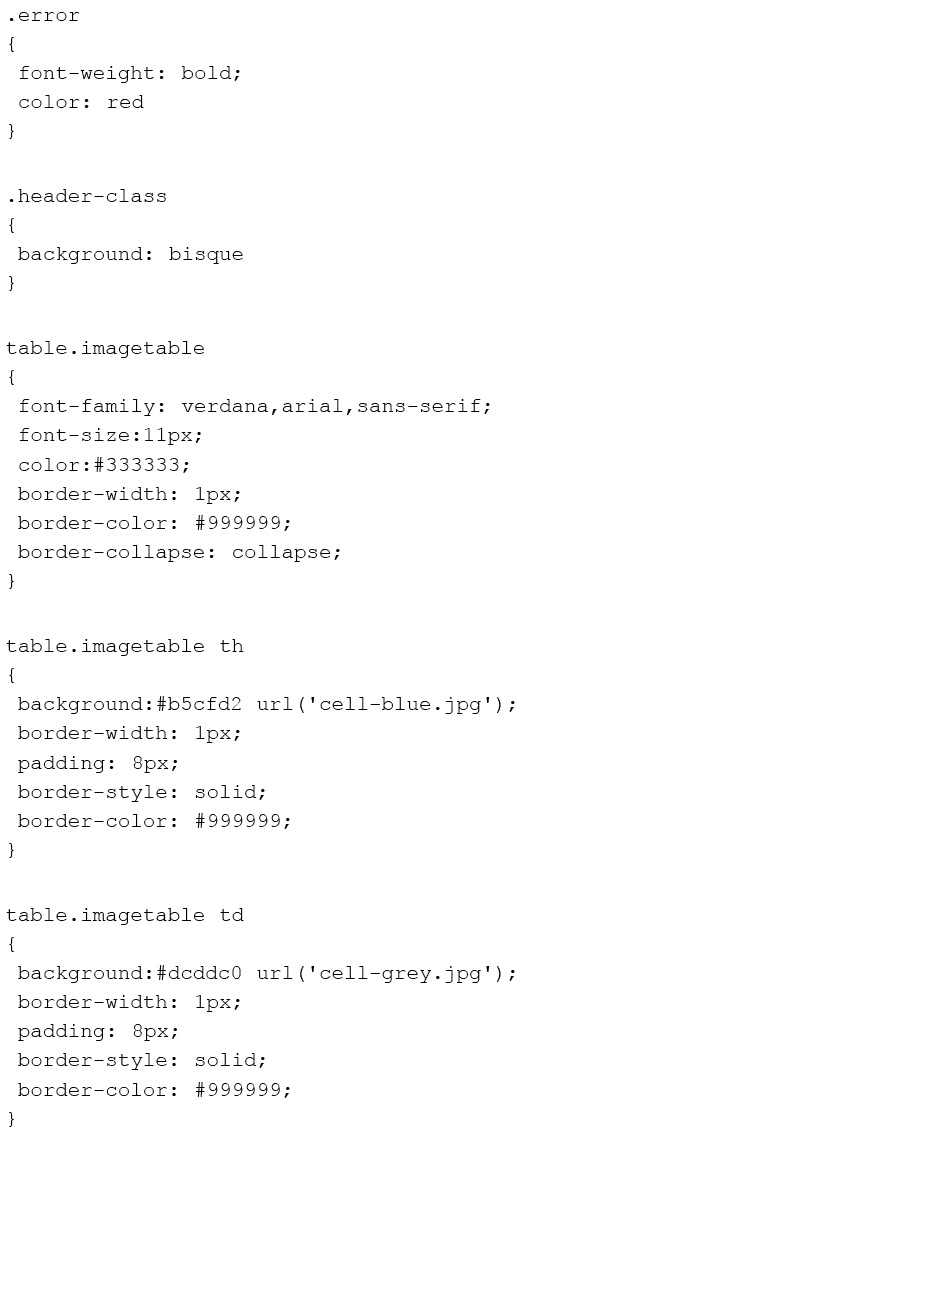 .error
{
 font-weight: bold;
 color: red
}

.header-class
{
 background: bisque
}

table.imagetable
{
 font-family: verdana,arial,sans-serif;
 font-size:11px;
 color:#333333;
 border-width: 1px;
 border-color: #999999;
 border-collapse: collapse;
}

table.imagetable th
{
 background:#b5cfd2 url('cell-blue.jpg');
 border-width: 1px;
 padding: 8px;
 border-style: solid;
 border-color: #999999;
}

table.imagetable td
{
 background:#dcddc0 url('cell-grey.jpg');
 border-width: 1px;
 padding: 8px;
 border-style: solid;
 border-color: #999999;
}